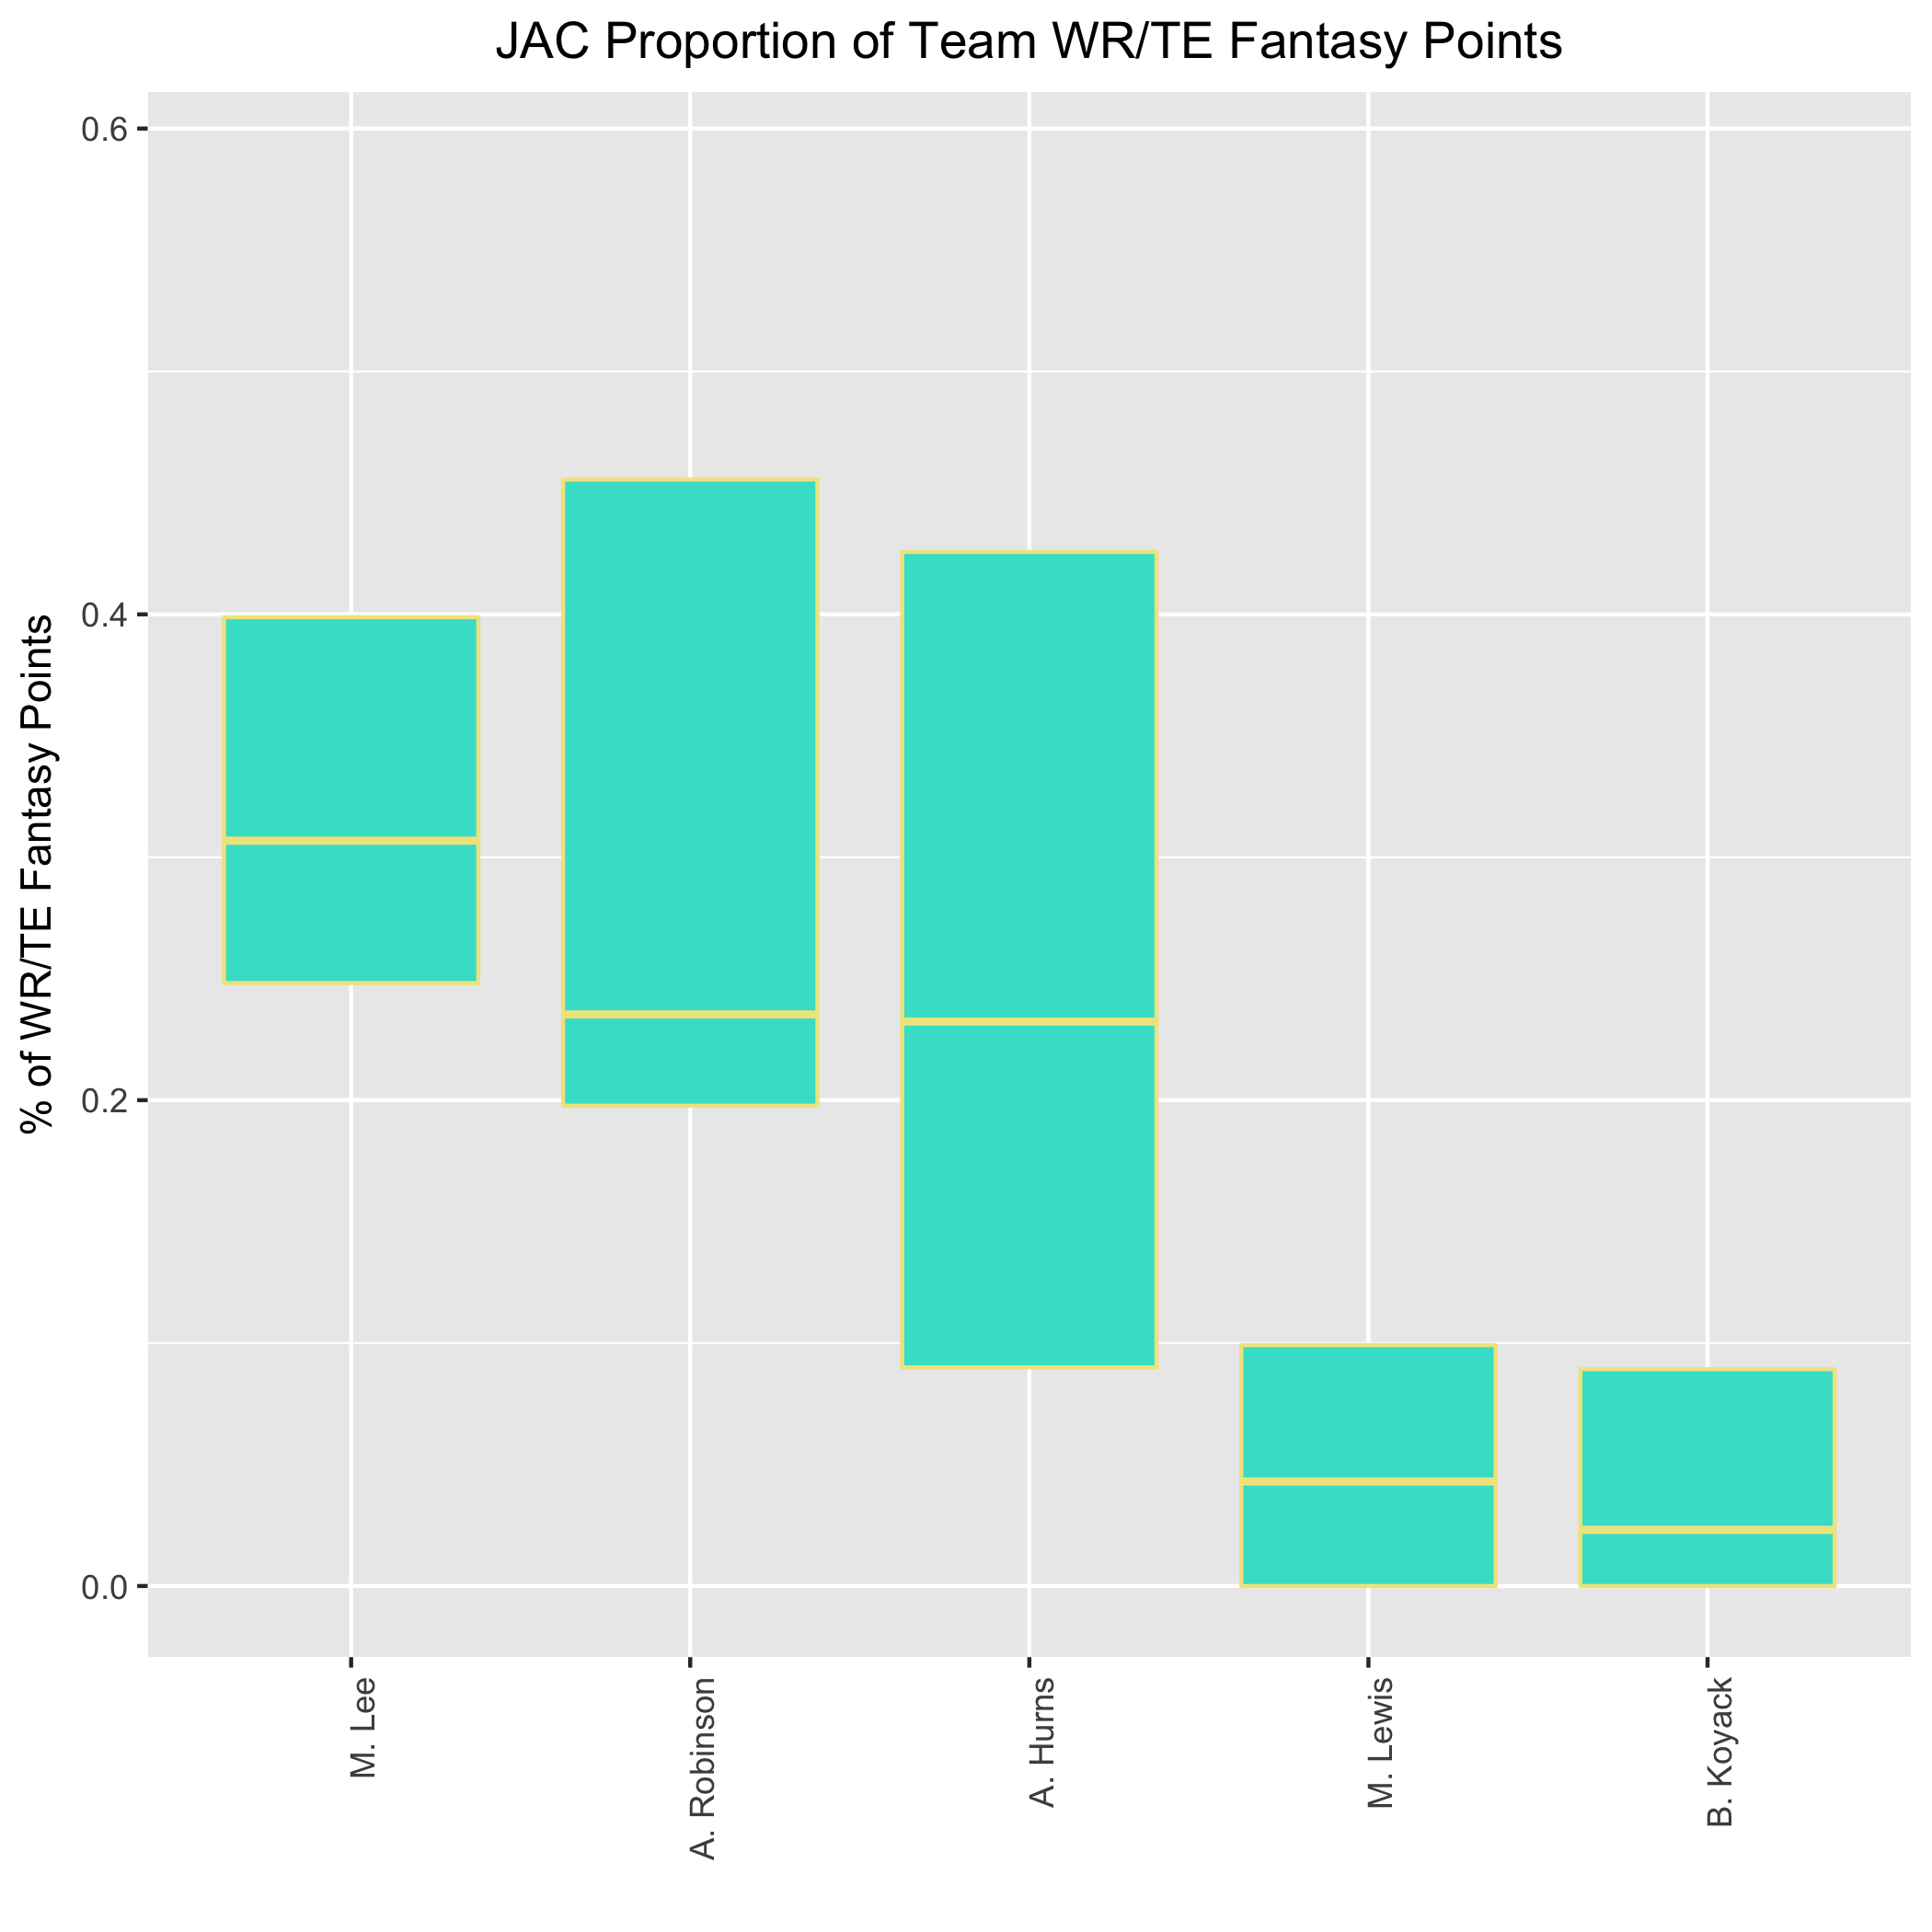 JAC Proportion of Team WR/TE Fantasy Points
% of WR/TE Fantasy Points
0.6
0.4
0.2
0.0
M. Lee
A. Robinson
A. Hurns
M. Lewis
B. Koyack